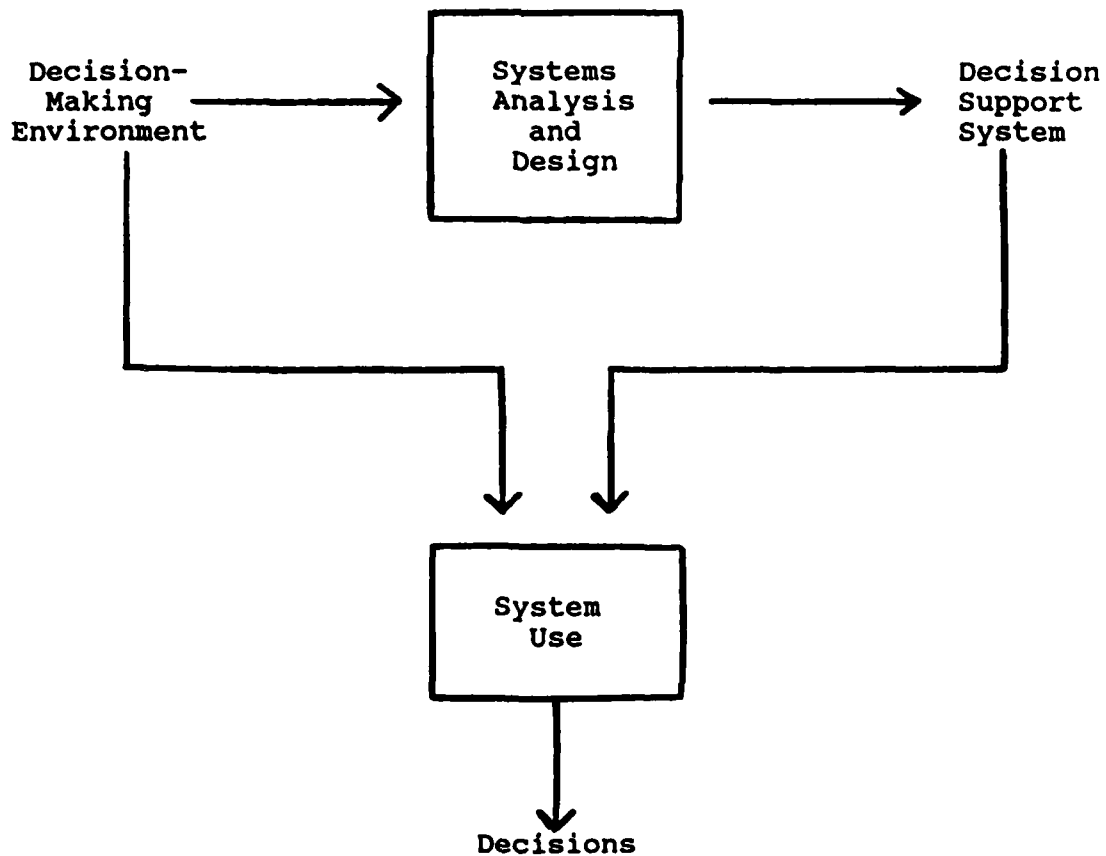 Decision-
Making
Environment
Systems
Analysis
and
Design
Decision
Support
System
System
Use
Decisions